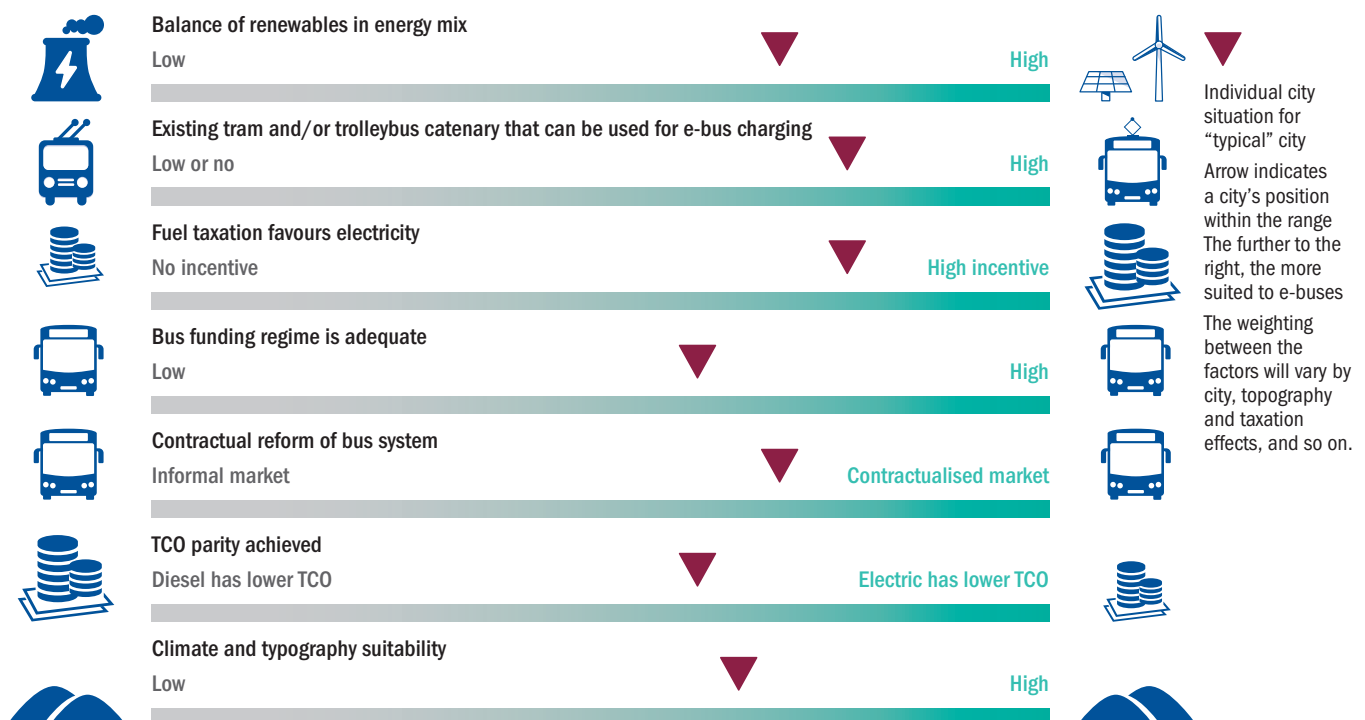 Balance of renewables in energy mix
Low
High
Existing tram and/or trolleybus catenary that can be used for e-bus charging
Low or no
High
Fuel taxation favours electricity
No incentive
High incentive
Bus funding regime is adequate
Low
High
Contractual reform of bus system
Informal market
Contractualised market
TCO parity achieved
Diesel has lower TCO
Electric has lower TCO
Climate and typography suitability
Low
High
Individual city
situation for
“typical” city
Arrow indicates
a city’s position
within the range
The further to the
right, the more
suited to e-buses
The weighting
between the
factors will vary by
city, topography
and taxation
effects, and so on.